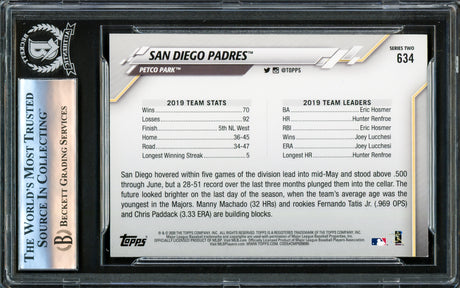 BECKETT
AUTHENTIC
THE WORLD'S MOST TRUSTED
SOURCE IN COLLECTING™
BECKETT GRADING SERVICES
B
SAN DIEGO PADRES™
PETCO PARK™
@TOPPS
SERIES TWO
634
2019 TEAM STATS
Wins 70
Losses 92
Finish 5th NL West
Home 36-45
Road 34-47
Longest Winning Streak 5
2019 TEAM LEADERS
BA Eric Hosmer
HR Hunter Renfroe
RBI Eric Hosmer
Wins Joey Lucchesi
ERA Joey Lucchesi
Longest HR Hunter Renfroe
San Diego hovered within five games of the division lead into mid-May and stood above .500
through June, but a 28-51 record over the last three months plunged them into the cellar. The
future looked brighter on the last day of the season, when the team's average age was the
youngest in the Majors. Manny Machado (32 HRs) and rookies Fernando Tatis Jr. (.969 OPS)
and Chris Paddack (3.33 ERA) are building blocks.
Topps